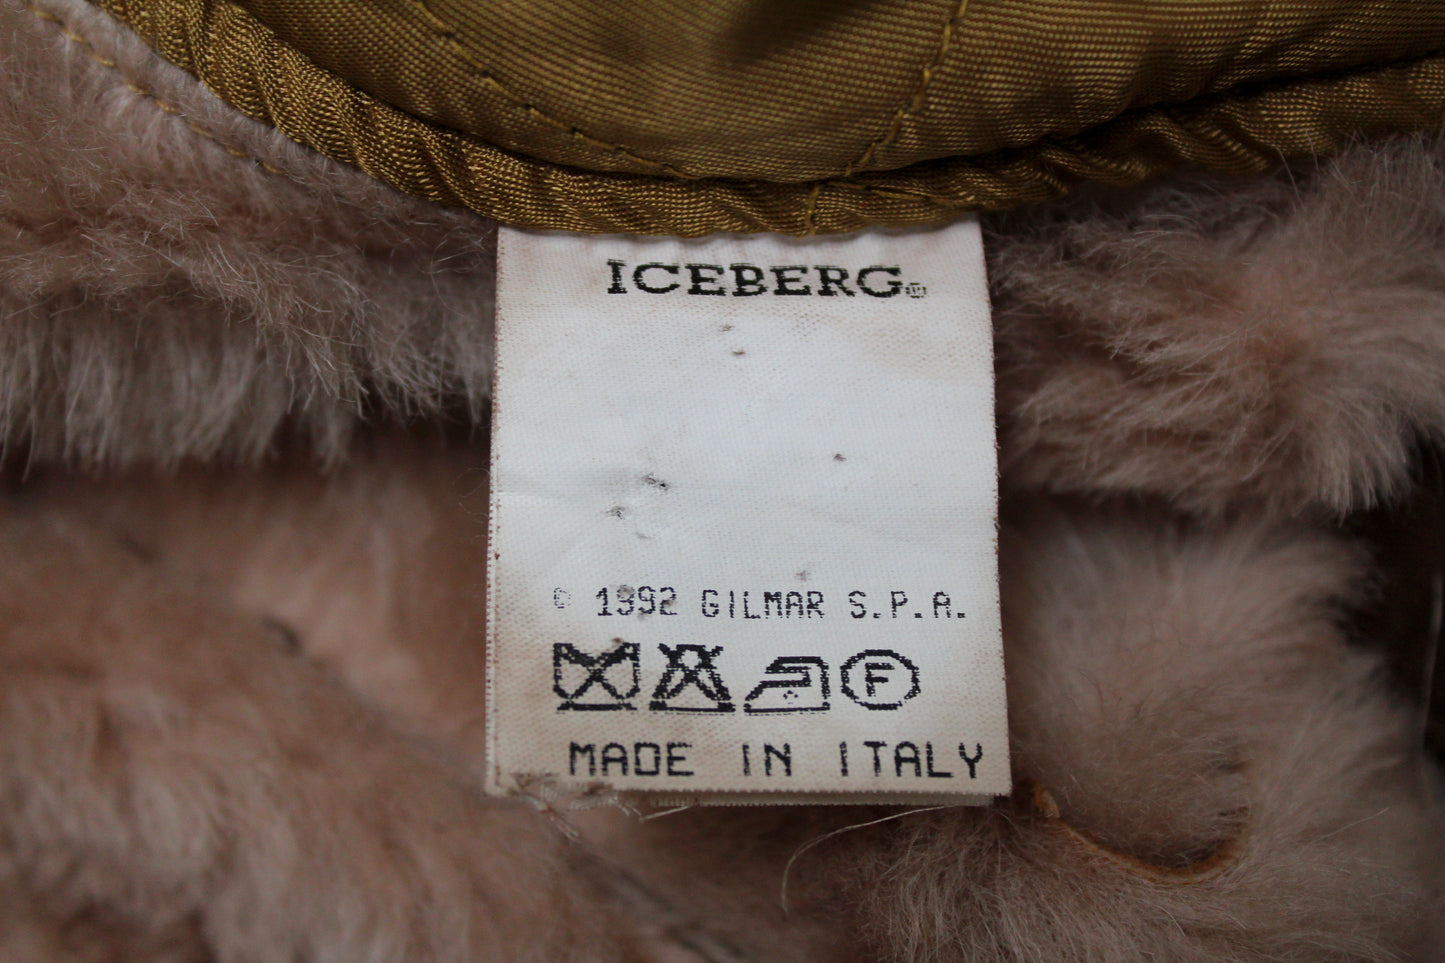 ICEBERG®
© 1992 GILMAR S.P.A.
F
MADE IN ITALY